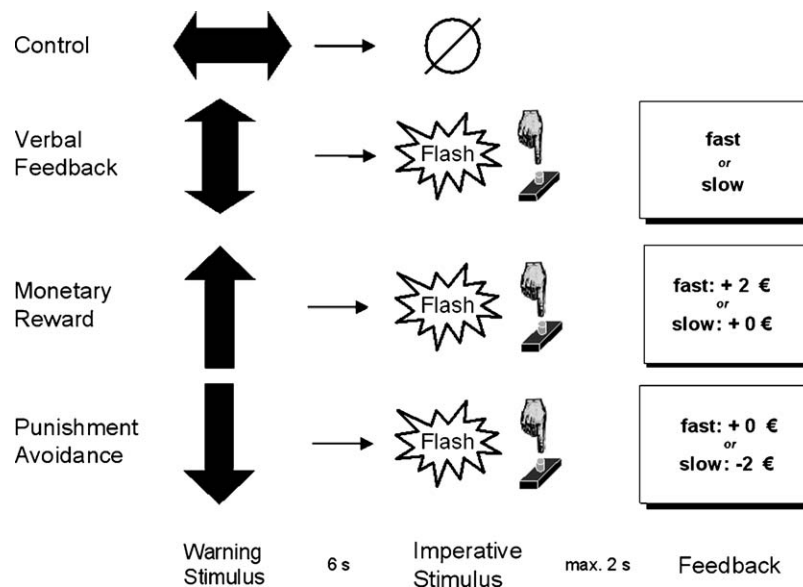 Control
Verbal
Feedback
Flash
fast
or
slow
Monetary
Reward
Flash
fast: + 2 €
or
slow: + 0 €
Punishment
Avoidance
Flash
fast: + 0 €
or
slow: -2 €
Warning
Stimulus
6 s
Imperative
Stimulus
max. 2 s
Feedback